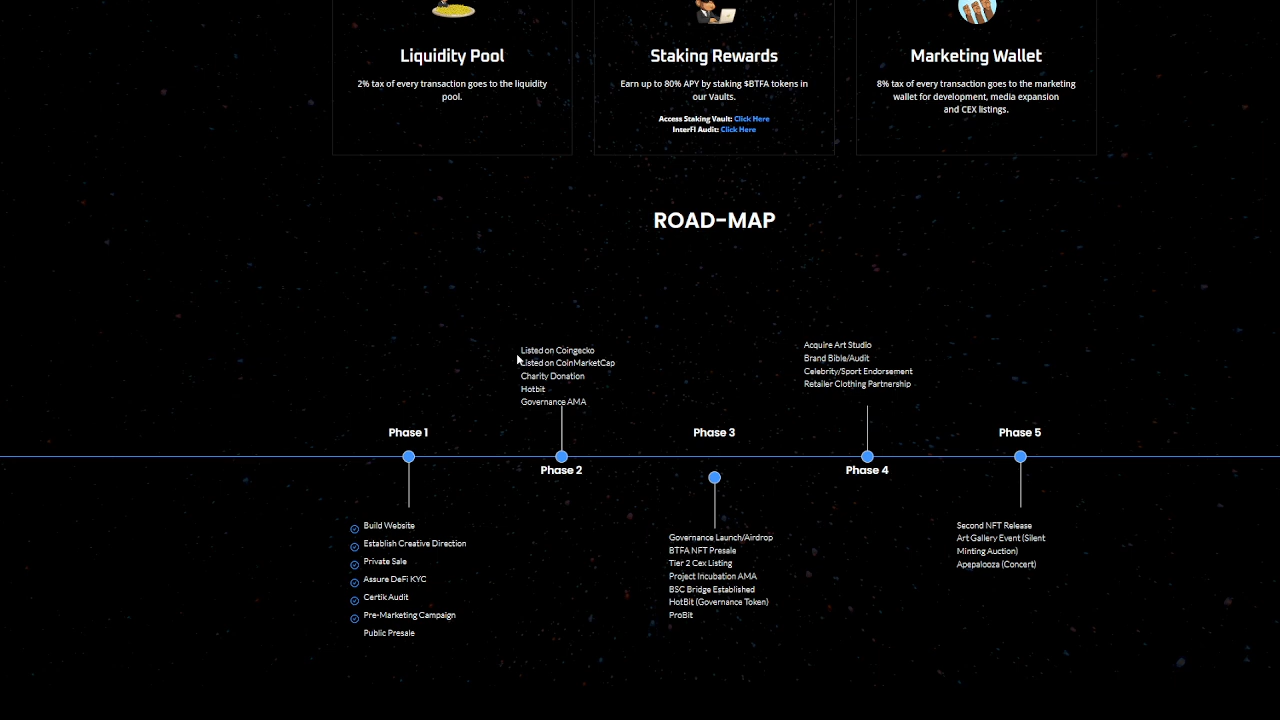 Liquidity Pool
2% tax of every transaction goes to the liquidity
pool.
Staking Rewards
Earn up to 80% APY by staking $BTFA tokens in
our Vaults.
Access Staking Vault: Click Here
InterFi Audit: Click Here
Marketing Wallet
8% tax of every transaction goes to the marketing
wallet for development, media expansion
and CEX listings.
ROAD-MAP
Phase 1
Build Website
Establish Creative Direction
Private Sale
Assure DeFi KYC
Certik Audit
Pre-Marketing Campaign
Public Presale
Listed on Coingecko
Listed on CoinMarketCap
Charity Donation
Hotbit
Governance AMA
Phase 2
Phase 3
Governance Launch/Airdrop
BTFA NFT Presale
Tier 2 Cex Listing
Project Incubation AMA
BSC Bridge Established
HotBit (Governance Token)
ProBit
Acquire Art Studio
Brand Bible/Audit
Celebrity/Sport Endorsement
Retailer Clothing Partnership
Phase 4
Phase 5
Second NFT Release
Art Gallery Event (Silent
Minting Auction)
Apepalooza (Concert)